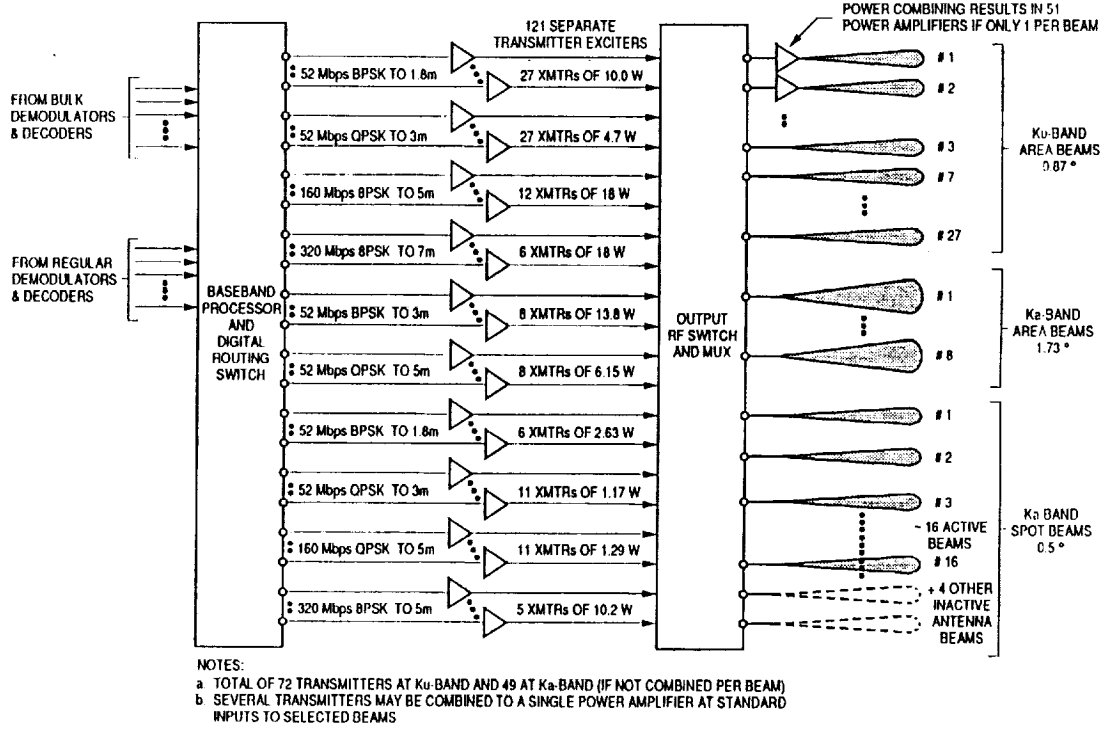 POWER COMBINING RESULTS IN 51
POWER AMPLIFIERS IF ONLY 1 PER BEAM
121 SEPARATE
TRANSMITTER EXCITERS
FROM BULK
DEMODULATORS
& DECODERS
FROM REGULAR
DEMODULATORS
& DECODERS
BASEBAND
PROCESSOR
AND
DIGITAL
ROUTING
SWITCH
52 Mbps BPSK TO 1.8m
27 XMTRs OF 10.0 W
52 Mbps QPSK TO 3m
27 XMTRs OF 4.7 W
160 Mbps 8PSK TO 5m
12 XMTRs OF 18 W
320 Mbps 8PSK TO 7m
6 XMTRs OF 18 W
52 Mbps BPSK TO 3m
8 XMTRs OF 13.8 W
52 Mbps QPSK TO 5m
8 XMTRs OF 6.15 W
52 Mbps BPSK TO 1.8m
6 XMTRs OF 2.63 W
52 Mbps QPSK TO 3m
11 XMTRs OF 1.17 W
160 Mbps QPSK TO 5m
11 XMTRs OF 1.29 W
320 Mbps 8PSK TO 5m
5 XMTRs OF 10.2 W
OUTPUT
RF SWITCH
AND MUX
# 1
# 2
# 3
# 7
# 27
Ku-BAND
AREA BEAMS
0.87 °
# 1
# 8
Ka-BAND
AREA BEAMS
1.73 °
# 1
# 2
# 3
~ 16 ACTIVE
BEAMS
# 16
+ 4 OTHER
INACTIVE
ANTENNA
BEAMS
Ka BAND
SPOT BEAMS
0.5 °
NOTES:
a. TOTAL OF 72 TRANSMITTERS AT Ku-BAND AND 49 AT Ka-BAND (IF NOT COMBINED PER BEAM)
b. SEVERAL TRANSMITTERS MAY BE COMBINED TO A SINGLE POWER AMPLIFIER AT STANDARD
INPUTS TO SELECTED BEAMS